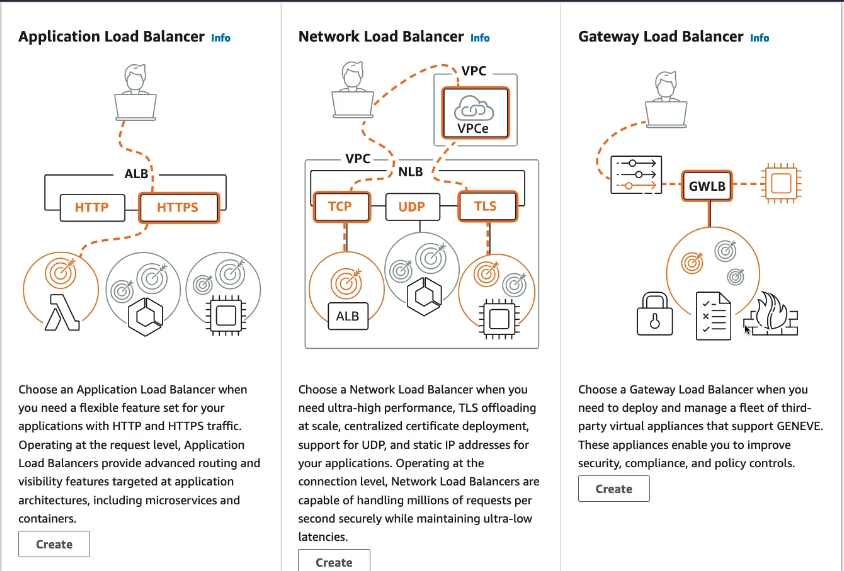 Application Load Balancer Info
ALB
HTTP
HTTPS
Choose an Application Load Balancer when
you need a flexible feature set for your
applications with HTTP and HTTPS traffic.
Operating at the request level, Application
Load Balancers provide advanced routing and
visibility features targeted at application
architectures, including microservices and
containers.
Create
Network Load Balancer Info
VPC
VPCe
VPC
NLB
TCP
UDP
TLS
ALB
Choose a Network Load Balancer when you
need ultra-high performance, TLS offloading
at scale, centralized certificate deployment,
support for UDP, and static IP addresses for
your applications. Operating at the
connection level, Network Load Balancers are
capable of handling millions of requests per
second securely while maintaining ultra-low
latencies.
Create
Gateway Load Balancer Info
GWLB
Choose a Gateway Load Balancer when you
need to deploy and manage a fleet of third-
party virtual appliances that support GENEVE.
These appliances enable you to improve
security, compliance, and policy controls.
Create